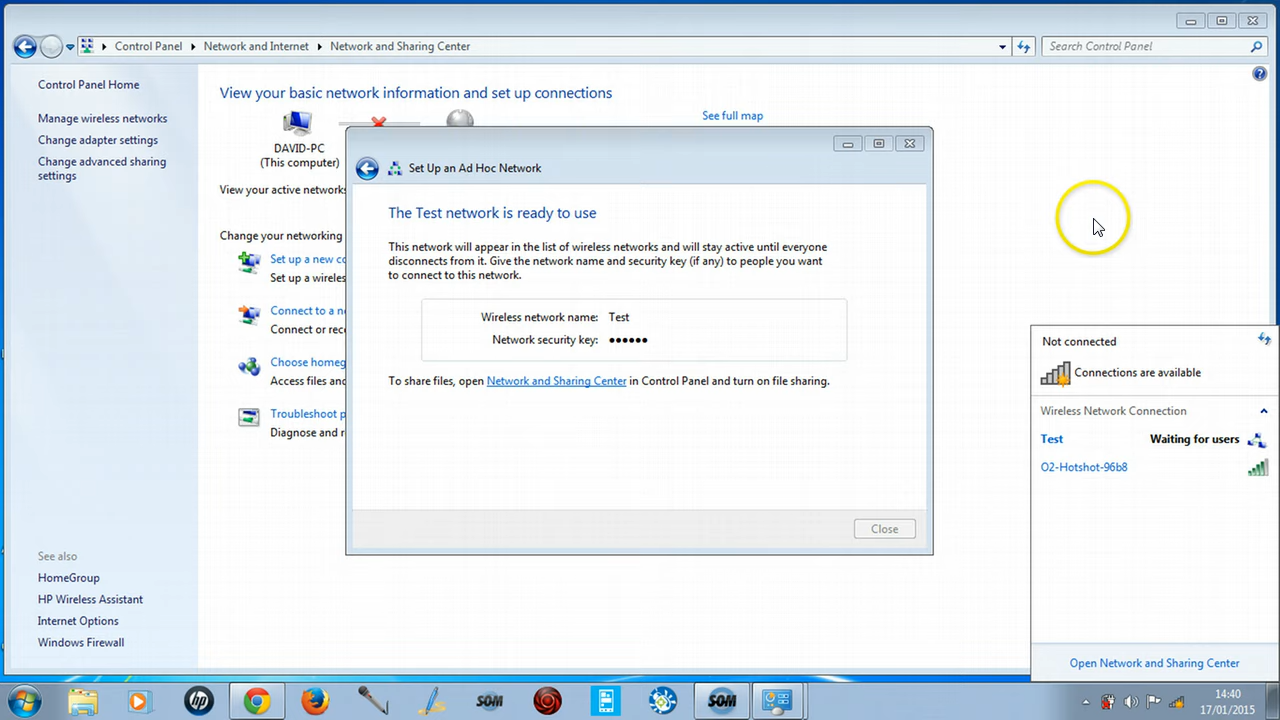 Control Panel Network and Internet Network and Sharing Center
Search Control Panel
Control Panel Home
Manage wireless networks
Change adapter settings
Change advanced sharing
settings
View your basic network information and set up connections
See full map
DAVID-PC
(This computer)
View your active networks
Change your networking
Set up a new co
Set up a wireles
Connect to a n
Connect or rec
Choose homeg
Access files and
Troubleshoot p
Diagnose and r
See also
HomeGroup
HP Wireless Assistant
Internet Options
Windows Firewall
Set Up an Ad Hoc Network
The Test network is ready to use
This network will appear in the list of wireless networks and will stay active until everyone
disconnects from it. Give the network name and security key (if any) to people you want
to connect to this network.
Wireless network name: Test
Network security key: ●●●●●●
To share files, open Network and Sharing Center in Control Panel and turn on file sharing.
Close
Not connected
Connections are available
Wireless Network Connection
Test Waiting for users
O2-Hotshot-96b8
Open Network and Sharing Center
hp
SOM
SOM
14:40
17/01/2015